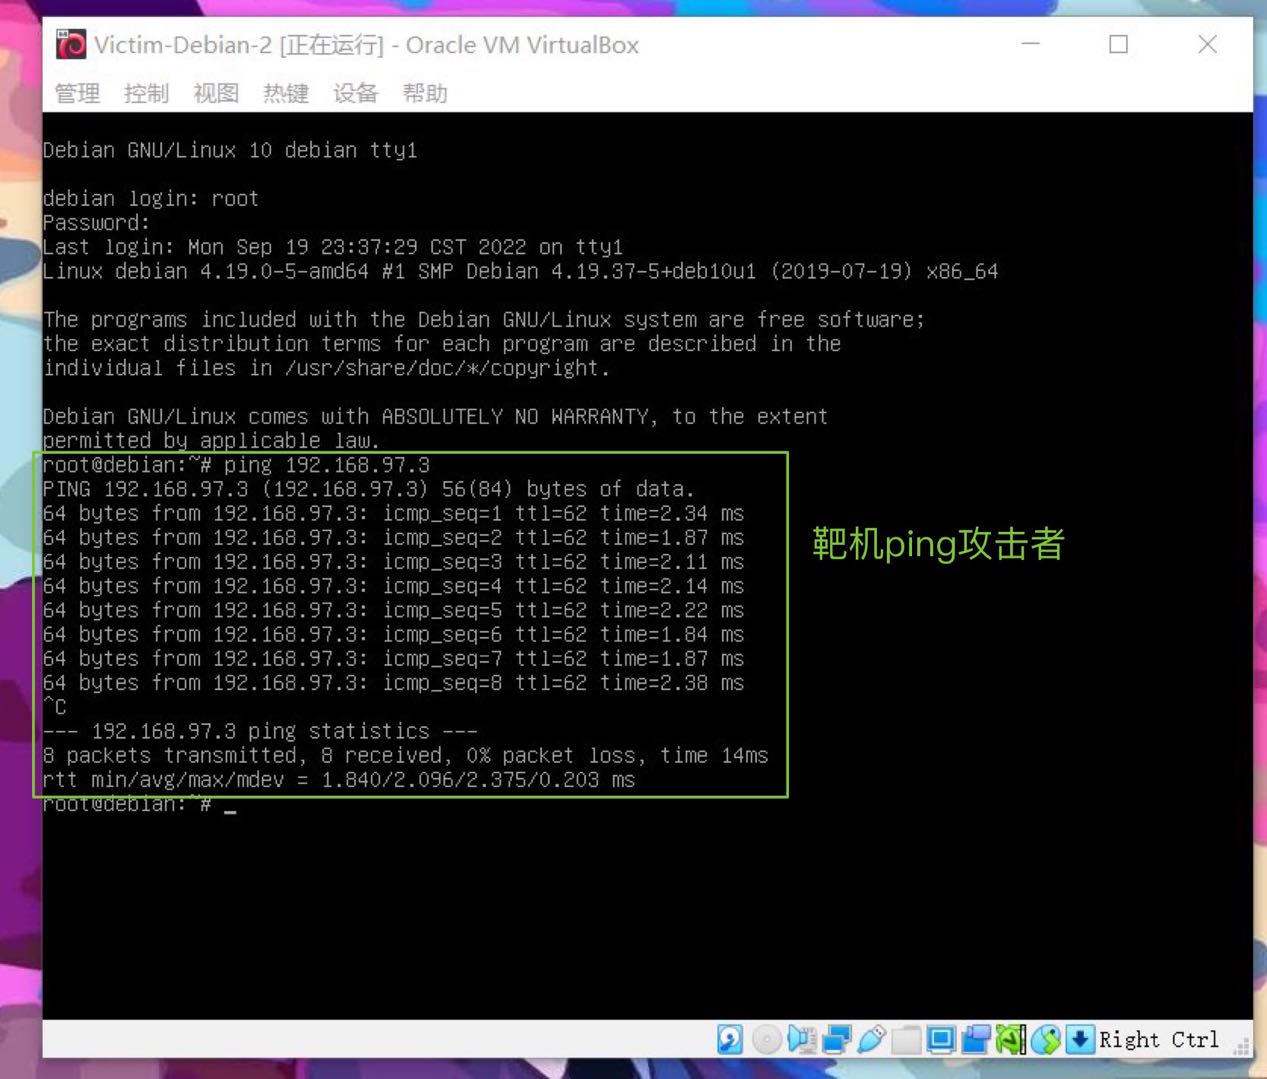 Victim-Debian-2 [正在运行] - Oracle VM VirtualBox
管理 控制 视图 热键 设备 帮助
Debian GNU/Linux 10 debian tty1
debian login: root
Password:
Last login: Mon Sep 19 23:37:29 CST 2022 on tty1
Linux debian 4.19.0-5-amd64 #1 SMP Debian 4.19.37-5+deb10u1 (2019-07-19) x86_64
The programs included with the Debian GNU/Linux system are free software;
the exact distribution terms for each program are described in the
individual files in /usr/share/doc/*/copyright.
Debian GNU/Linux comes with ABSOLUTELY NO WARRANTY, to the extent
permitted by applicable law.
root@debian:~# ping 192.168.97.3
PING 192.168.97.3 (192.168.97.3) 56(84) bytes of data.
64 bytes from 192.168.97.3: icmp_seq=1 ttl=62 time=2.34 ms
64 bytes from 192.168.97.3: icmp_seq=2 ttl=62 time=1.87 ms
靶机ping攻击者
64 bytes from 192.168.97.3: icmp_seq=3 ttl=62 time=2.11 ms
64 bytes from 192.168.97.3: icmp_seq=4 ttl=62 time=2.14 ms
64 bytes from 192.168.97.3: icmp_seq=5 ttl=62 time=2.22 ms
64 bytes from 192.168.97.3: icmp_seq=6 ttl=62 time=1.84 ms
64 bytes from 192.168.97.3: icmp_seq=7 ttl=62 time=1.87 ms
64 bytes from 192.168.97.3: icmp_seq=8 ttl=62 time=2.38 ms
^C
--- 192.168.97.3 ping statistics ---
8 packets transmitted, 8 received, 0% packet loss, time 14ms
rtt min/avg/max/mdev = 1.840/2.096/2.375/0.203 ms
root@debian:~# _
Right Ctrl